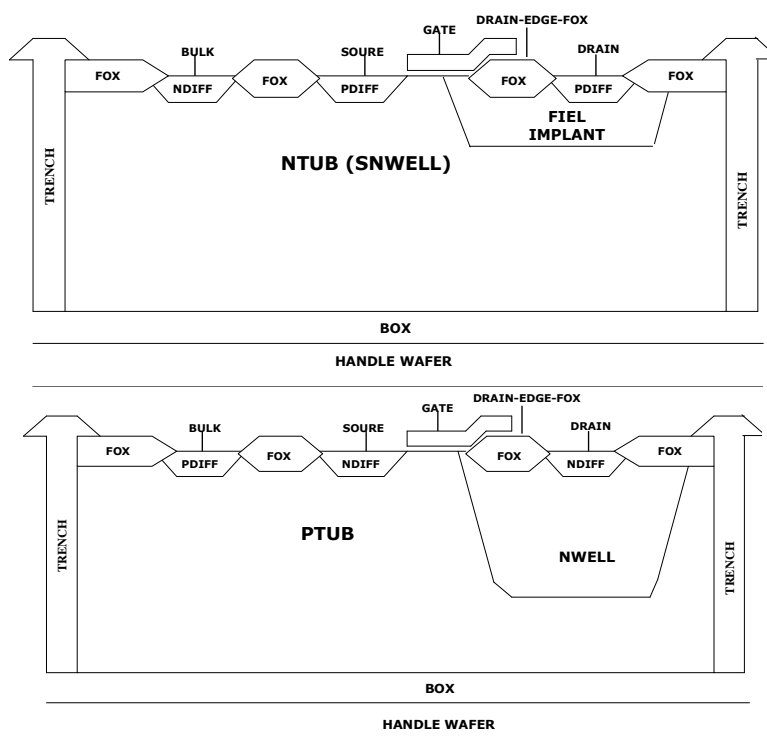 DRAIN-EDGE-FOX
GATE
BULK
SOURE
DRAIN
FOX
NDIFF
FOX
PDIFF
FOX
PDIFF
FOX
FIEL
IMPLANT
NTUB (SNWELL)
TRENCH
TRENCH
BOX
HANDLE WAFER
DRAIN-EDGE-FOX
GATE
BULK
SOURE
DRAIN
FOX
PDIFF
FOX
NDIFF
FOX
NDIFF
FOX
PTUB
NWELL
TRENCH
TRENCH
BOX
HANDLE WAFER